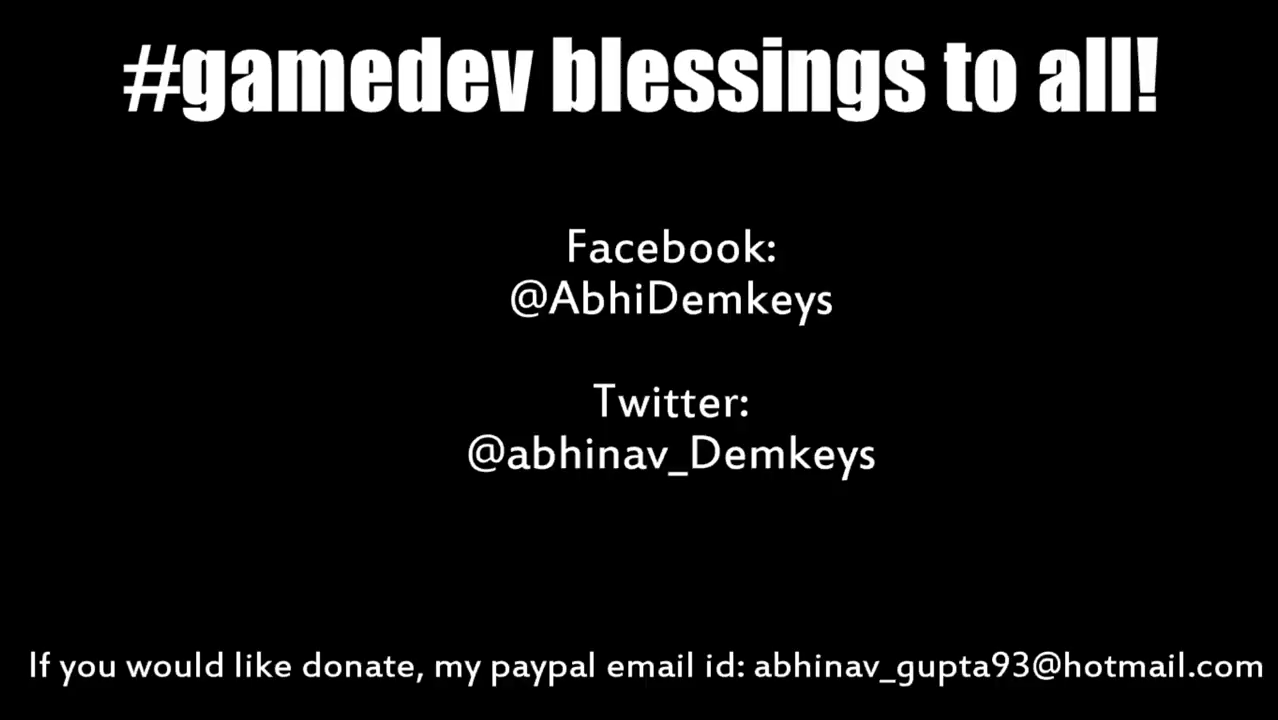 #gamedev blessings to all!
Facebook:
@AbhiDemkeys
Twitter:
@abhinav_Demkeys
If you would like donate, my paypal email id: abhinav_gupta93@hotmail.com